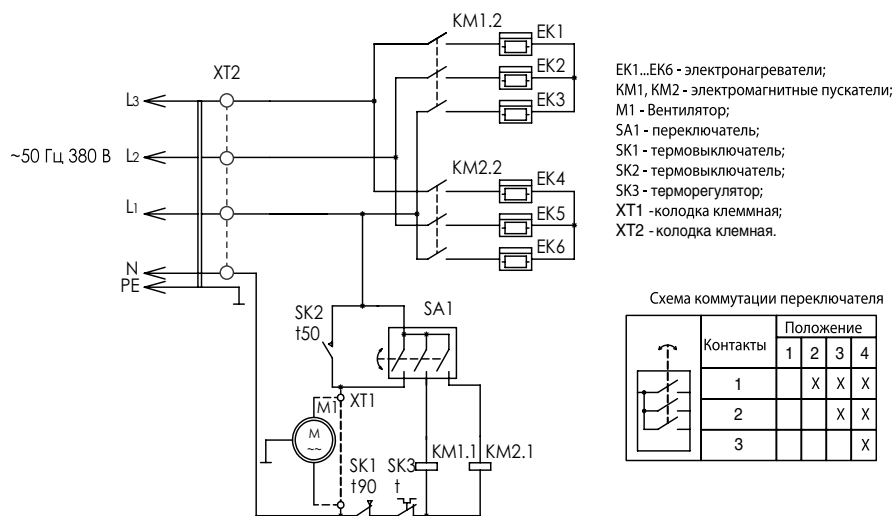 KM1.2
EK1
EK2
EK3
XT2
L3
~50 Гц 380 В L2
L1
N
PE
KM2.2
EK4
EK5
EK6
EK1...EK6 - электронагреватели;
KM1, KM2 - электромагнитные пускатели;
M1 - Вентилятор;
SA1 - переключатель;
SK1 - термовыключатель;
SK2 - термовыключатель;
SK3 - терморегулятор;
XT1 -колодка клеммная;
XT2 - колодка клемная.
SK2
t50
SA1
M1
XT1
M
~~
SK1
t90
SK3
t
KM1.1
KM2.1
Схема коммутации переключателя
Контакты
Положение
1 2 3 4
1 X X X
2 X X
3 X